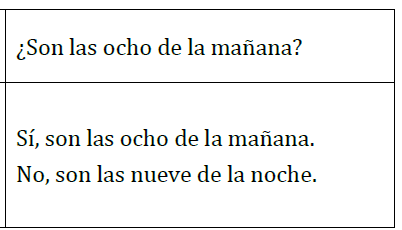 ¿Son las ocho de la mañana?
Sí, son las ocho de la mañana.
No, son las nueve de la noche.